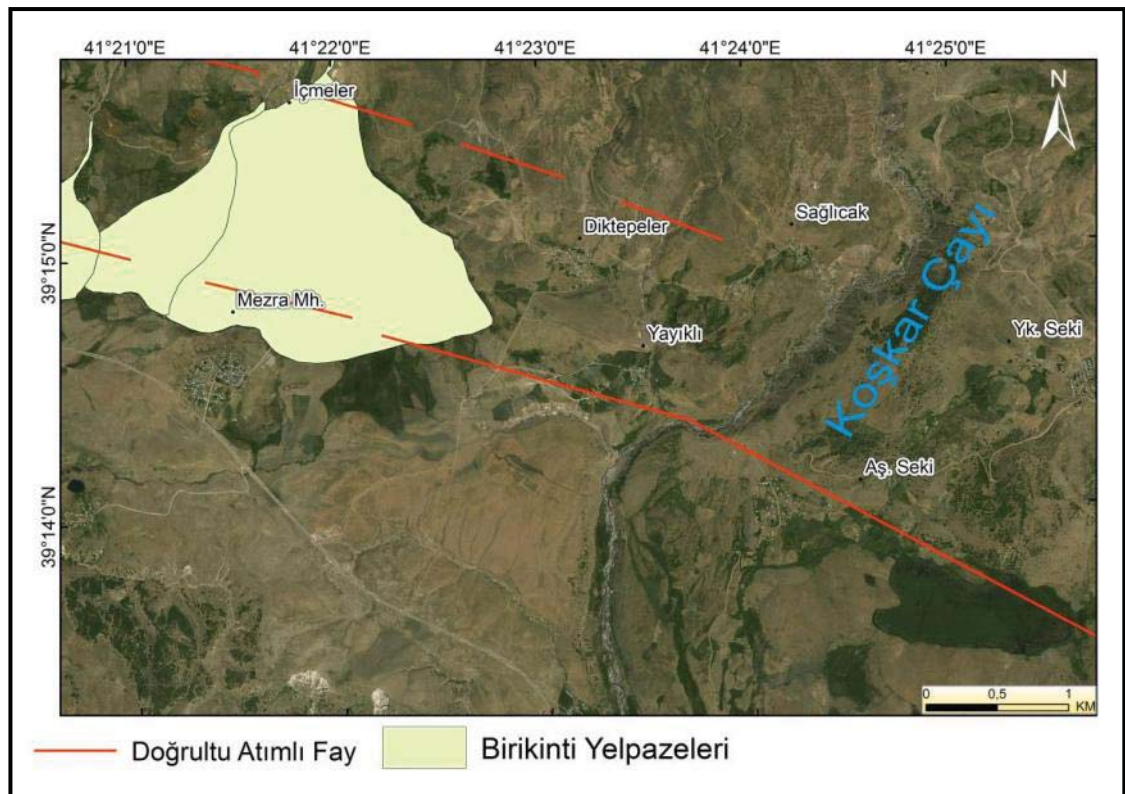 41°21'0"E 41°22'0"E 41°23'0"E 41°24'0"E 41°25'0"E
N
İçmeler
Sağlıcak
Diktepeler
39°15'0"N
Mezra Mh.
Yayıklı
Yk. Seki
Koşkar Çayı
Aş. Seki
39°14'0"N
0 0,5 1
KM
Doğrultu Atımlı Fay
Birikinti Yelpazeleri